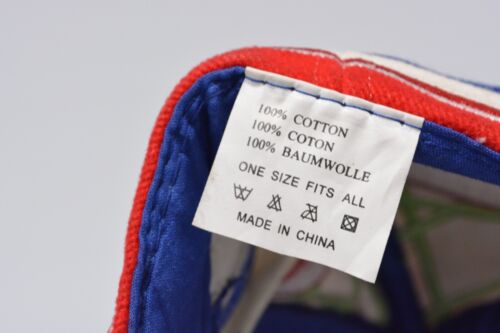 100% COTTON
100% COTON
100% BAUMWOLLE
ONE SIZE FITS ALL
MADE IN CHINA